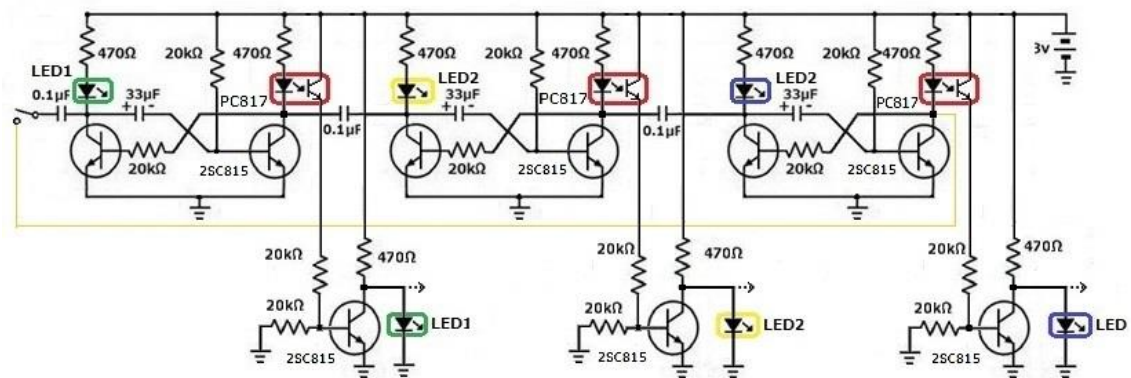 470Ω 20kΩ 470Ω 470Ω 20kΩ 470Ω 470Ω 20kΩ 470Ω
3v
LED1 LED2 LED2
0.1µF 33µF PC817 33µF PC817 33µF PC817
+ - + - + -
0.1µF 0.1µF
20kΩ 2SC815 20kΩ 2SC815 20kΩ 2SC815
20kΩ 470Ω 20kΩ 470Ω 20kΩ 470Ω
20kΩ LED1 20kΩ LED2 20kΩ LED
2SC815 2SC815 2SC815